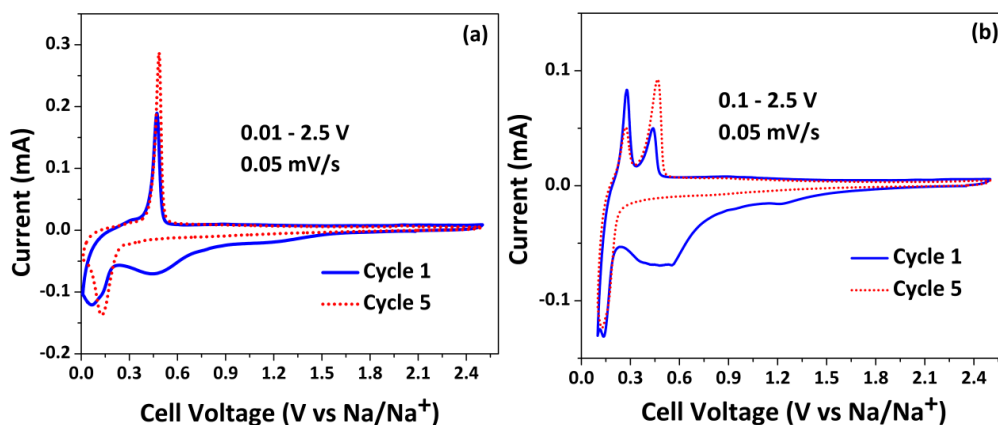 (a)
0.3
0.2
0.1
0.0
-0.1
-0.2
Current (mA)
0.01 - 2.5 V
0.05 mV/s
Cycle 1
Cycle 5
0.0 0.3 0.6 0.9 1.2 1.5 1.8 2.1 2.4
Cell Voltage (V vs Na/Na⁺)
(b)
0.1
0.0
-0.1
Current (mA)
0.1 - 2.5 V
0.05 mV/s
Cycle 1
Cycle 5
0.0 0.3 0.6 0.9 1.2 1.5 1.8 2.1 2.4
Cell Voltage (V vs Na/Na⁺)